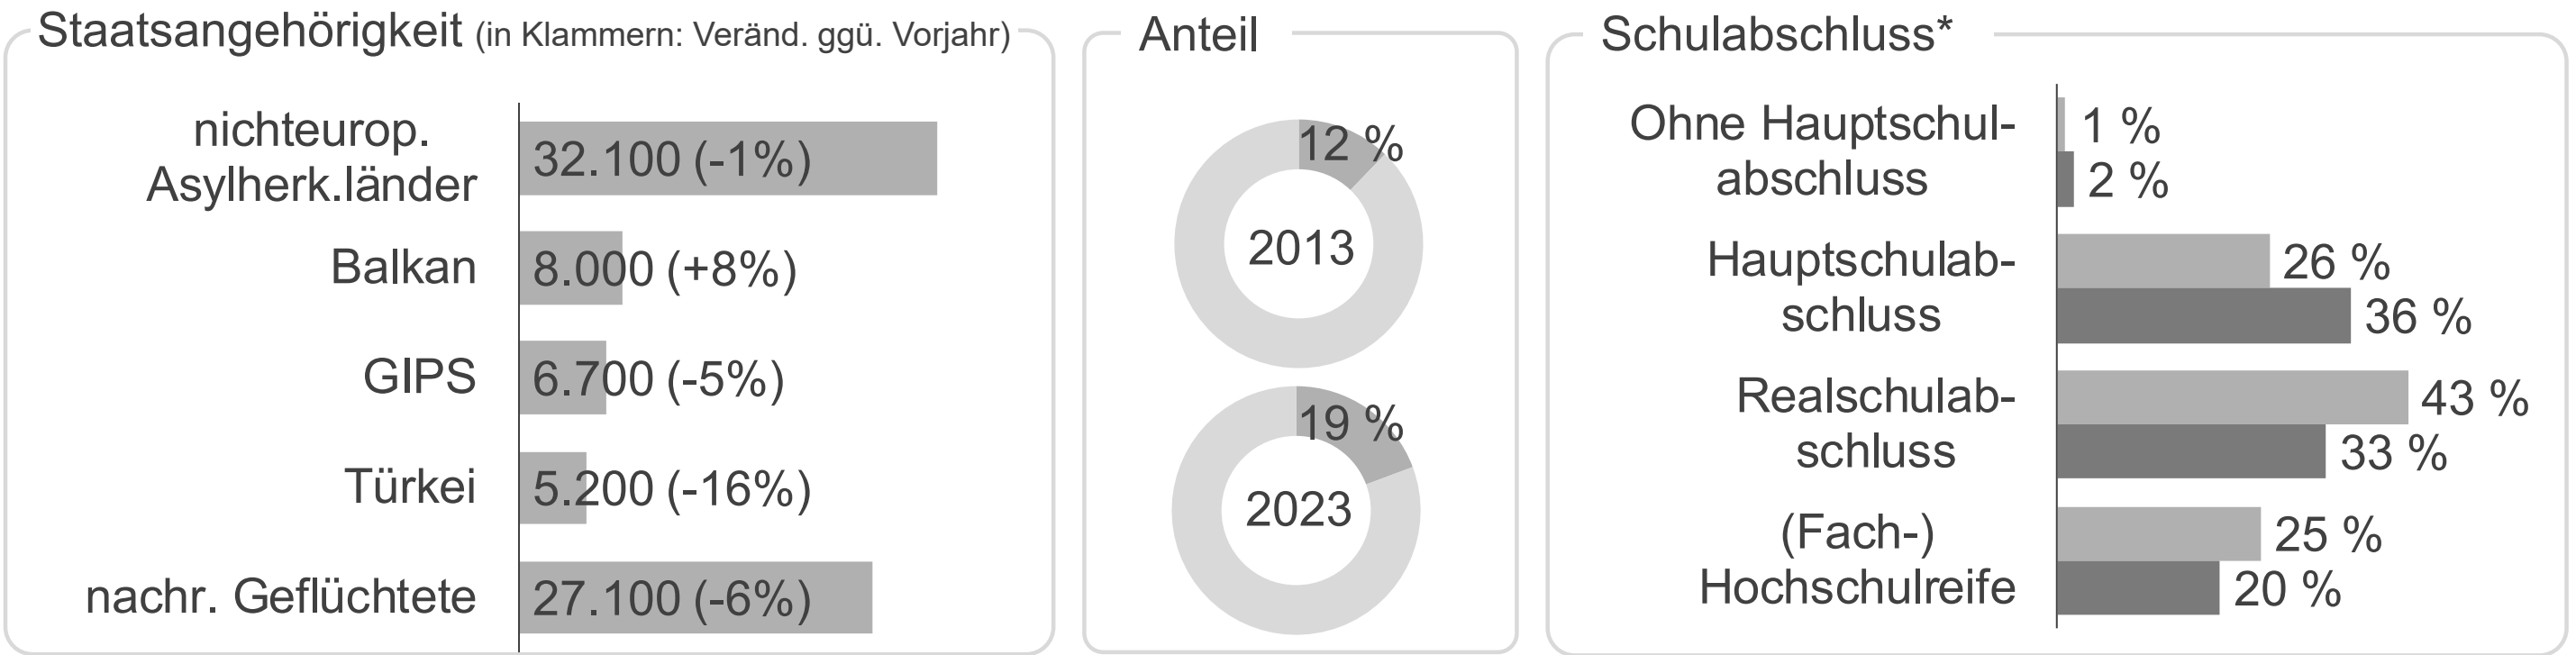 Staatsangehörigkeit (in Klammern: Veränd. ggü. Vorjahr)
nichteurop.
Asylherk.länder
32.100 (-1%)
Balkan
8.000 (+8%)
GIPS
6.700 (-5%)
Türkei
5.200 (-16%)
nachr. Geflüchtete
27.100 (-6%)
Anteil
12 %
2013
19 %
2023
Schulabschluss*
Ohne Hauptschul-
abschluss
1 %
2 %
Hauptschulab-
schluss
26 %
36 %
Realschulab-
schluss
43 %
33 %
(Fach-)
Hochschulreife
25 %
20 %